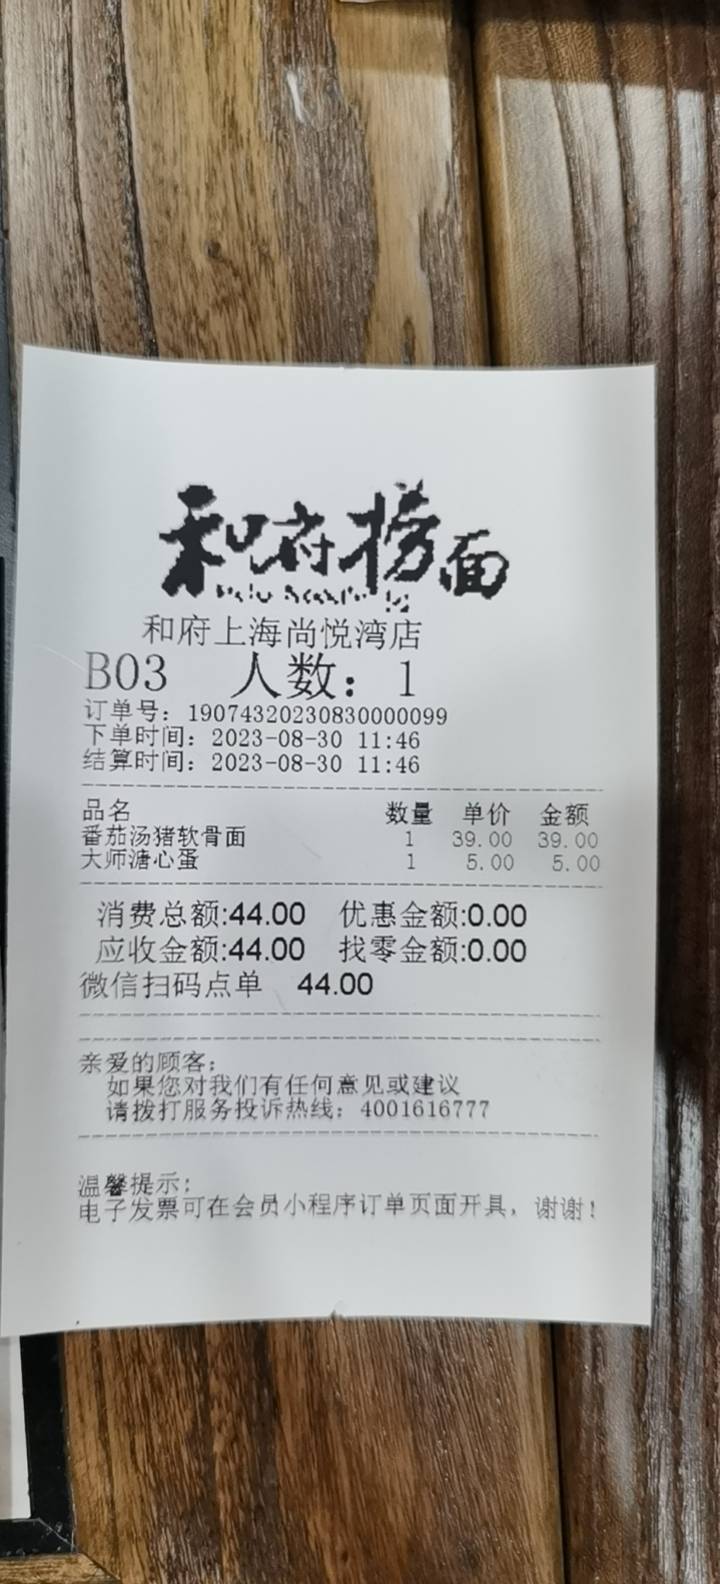 和府捞面
和府上海尚悦湾店
B03 人数：1
订单号：19074320230830000099
下单时间：2023-08-30 11:46
结算时间：2023-08-30 11:46
品名 数量 单价 金额
番茄汤猪软骨面 1 39.00 39.00
大师溏心蛋 1 5.00 5.00
消费总额:44.00 优惠金额:0.00
应收金额:44.00 找零金额:0.00
微信扫码点单 44.00
亲爱的顾客：
如果您对我们有任何意见或建议
请拨打服务投诉热线：4001616777
温馨提示：
电子发票可在会员小程序订单页面开具，谢谢！